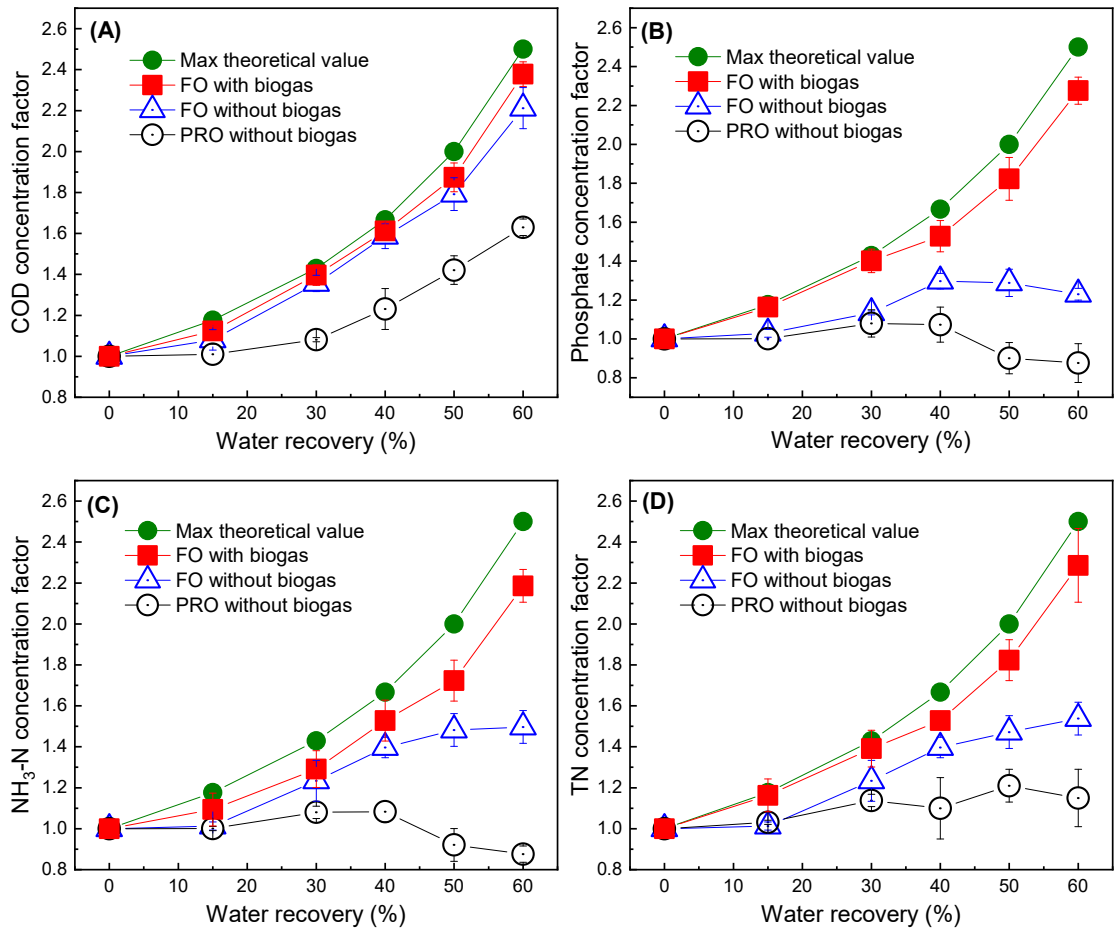 (A)
Max theoretical value
FO with biogas
FO without biogas
PRO without biogas
COD concentration factor
2.6
2.4
2.2
2.0
1.8
1.6
1.4
1.2
1.0
0.8
0 10 20 30 40 50 60
Water recovery (%)
(B)
Max theoretical value
FO with biogas
FO without biogas
PRO without biogas
Phosphate concentration factor
2.6
2.4
2.2
2.0
1.8
1.6
1.4
1.2
1.0
0.8
0 10 20 30 40 50 60
Water recovery (%)
(C)
Max theoretical value
FO with biogas
FO without biogas
PRO without biogas
NH₃-N concentration factor
2.6
2.4
2.2
2.0
1.8
1.6
1.4
1.2
1.0
0.8
0 10 20 30 40 50 60
Water recovery (%)
(D)
Max theoretical value
FO with biogas
FO without biogas
PRO without biogas
TN concentration factor
2.6
2.4
2.2
2.0
1.8
1.6
1.4
1.2
1.0
0.8
0 10 20 30 40 50 60
Water recovery (%)